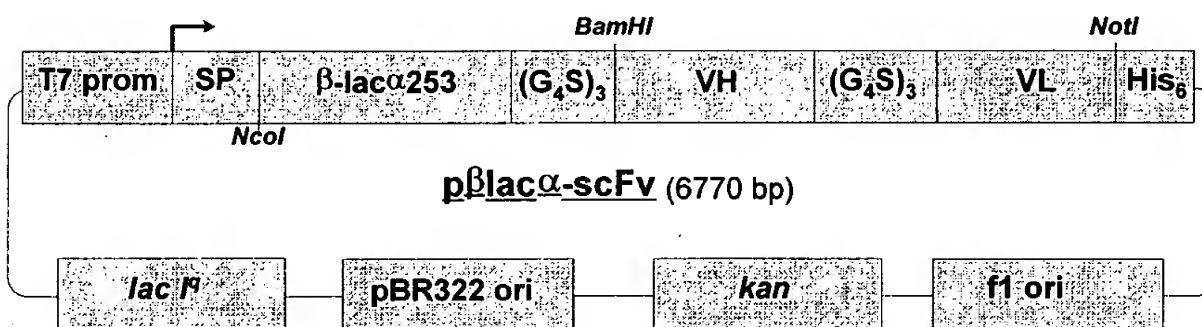 BamHI NotI
T7 prom SP β-lacα253 (G₄S)₃ VH (G₄S)₃ VL His₆
NcoI
pβlacα-scFv (6770 bp)
lac Iq pBR322 ori kan f1 ori